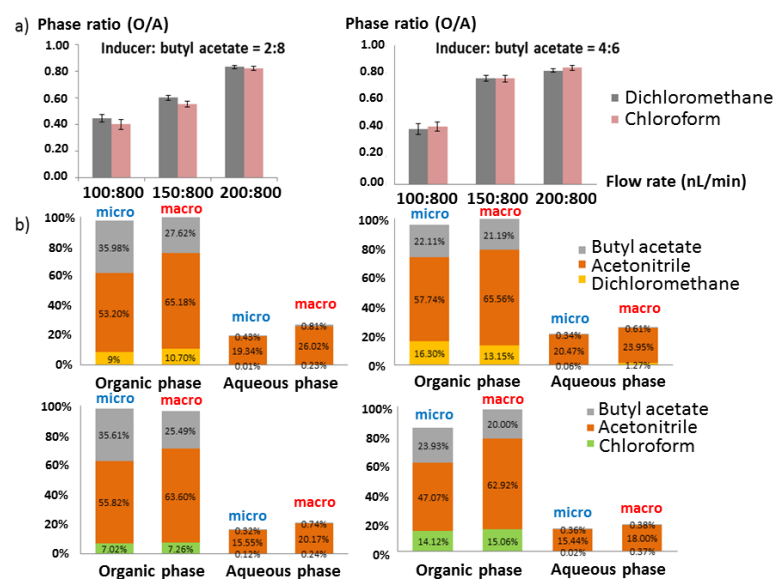 a)
Phase ratio (O/A)
Inducer: butyl acetate = 2:8
1.00
0.80
0.60
0.40
0.20
0.00
100:800 150:800 200:800
Phase ratio (O/A)
Inducer: butyl acetate = 4:6
1.00
0.80
0.60
0.40
0.20
0.00
100:800 150:800 200:800
Dichloromethane
Chloroform
Flow rate (nL/min)
b)
100%
80%
60%
40%
20%
0%
micro
macro
35.98%
53.20%
9%
27.62%
65.18%
10.70%
micro
macro
0.43%
19.34%
0.01%
0.81%
26.02%
0.23%
Organic phase Aqueous phase
100%
80%
60%
40%
20%
0%
micro
macro
22.11%
57.74%
16.30%
21.19%
65.56%
13.15%
micro
macro
0.34%
20.47%
0.06%
0.61%
23.95%
1.27%
Organic phase Aqueous phase
Butyl acetate
Acetonitrile
Dichloromethane
100%
80%
60%
40%
20%
0%
micro
macro
35.61%
55.82%
7.02%
25.49%
63.60%
7.26%
micro
macro
0.32%
15.55%
0.12%
0.74%
20.17%
0.24%
Organic phase Aqueous phase
100%
80%
60%
40%
20%
0%
micro
macro
23.93%
47.07%
14.12%
20.00%
62.92%
15.06%
micro
macro
0.36%
15.44%
0.02%
0.38%
18.00%
0.37%
Organic phase Aqueous phase
Butyl acetate
Acetonitrile
Chloroform